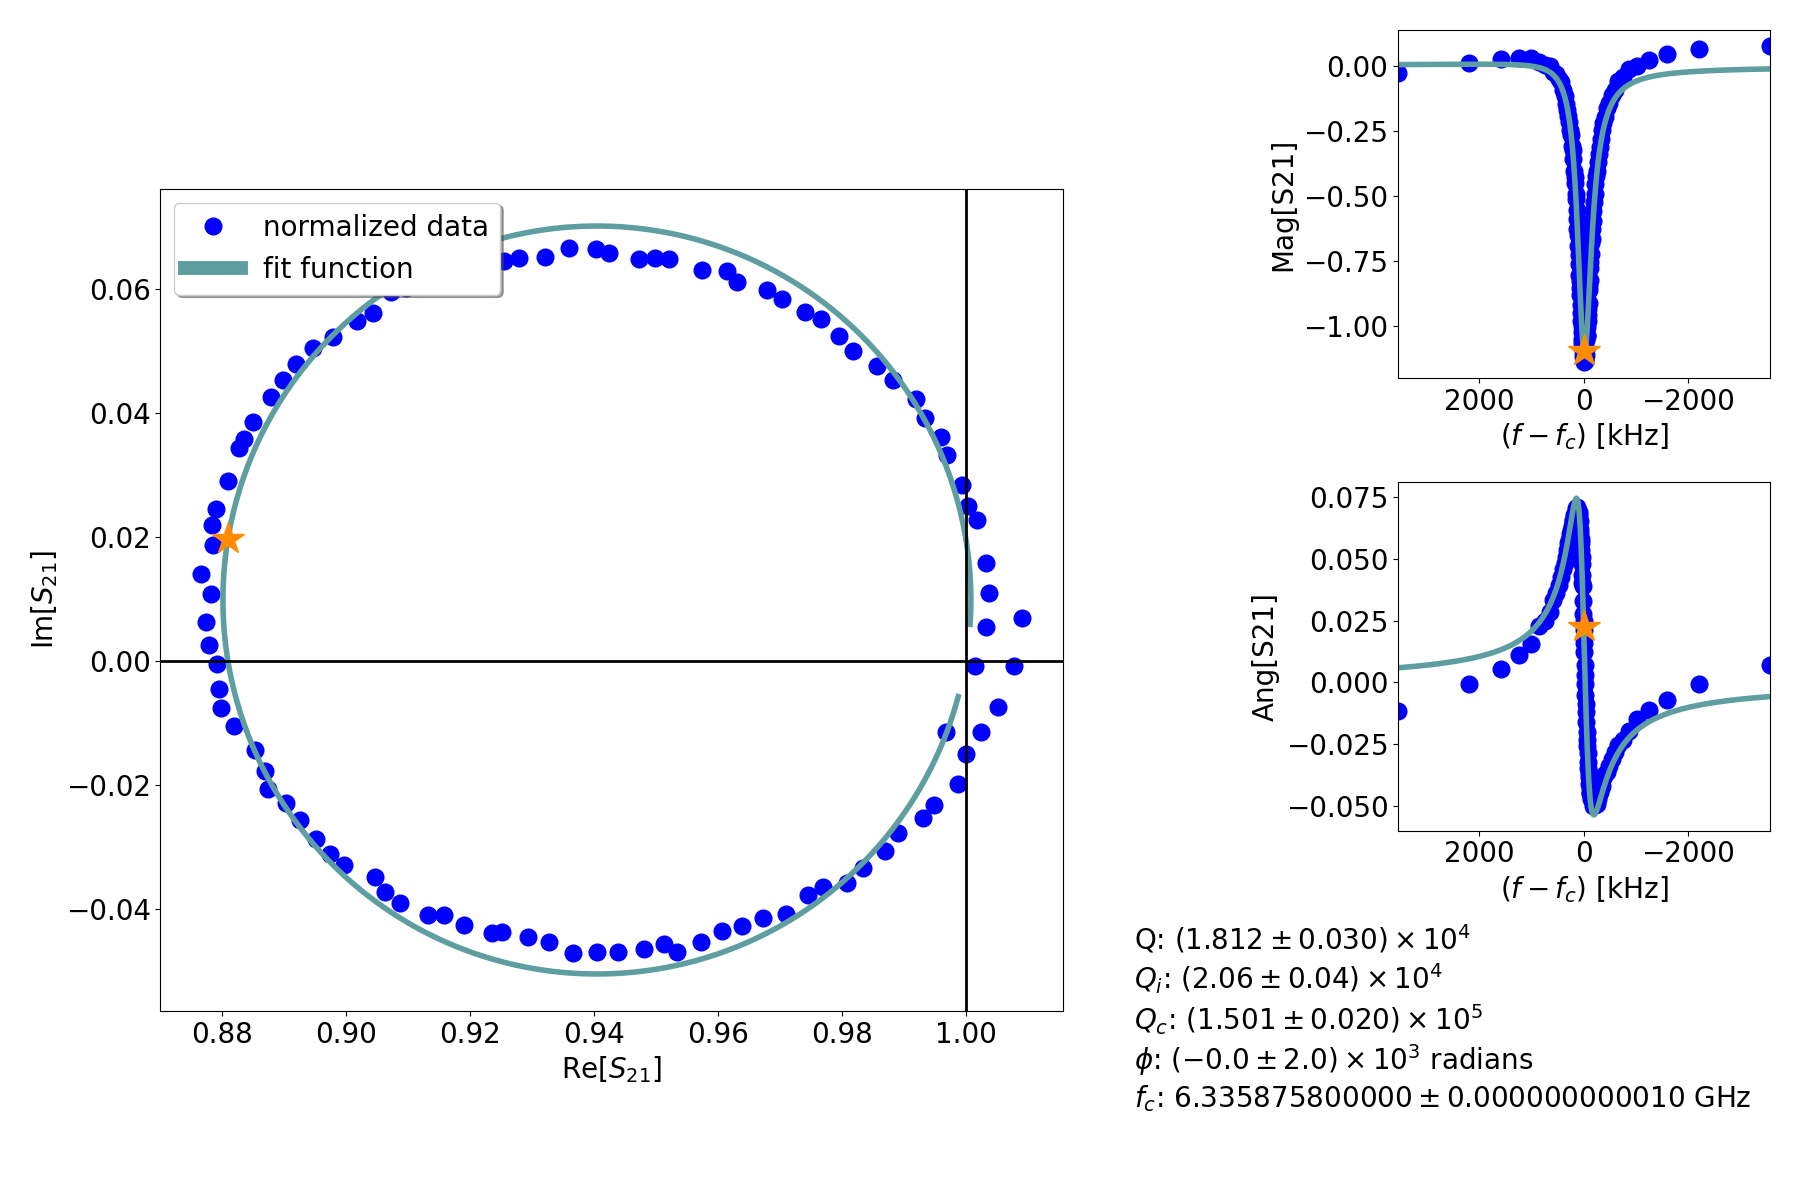 normalized data
fit function
0.06
0.04
0.02
0.00
−0.02
−0.04
Im[S21]
0.88 0.90 0.92 0.94 0.96 0.98 1.00
Re[S21]
0.00
−0.25
−0.50
−0.75
−1.00
Mag[S21]
2000 0 −2000
(f − fc) [kHz]
0.075
0.050
0.025
0.000
−0.025
−0.050
Ang[S21]
2000 0 −2000
(f − fc) [kHz]
Q: (1.812 ± 0.030) × 10^4
Qi: (2.06 ± 0.04) × 10^4
Qc: (1.501 ± 0.020) × 10^5
ϕ: (−0.0 ± 2.0) × 10^3 radians
fc: 6.335875800000 ± 0.000000000010 GHz